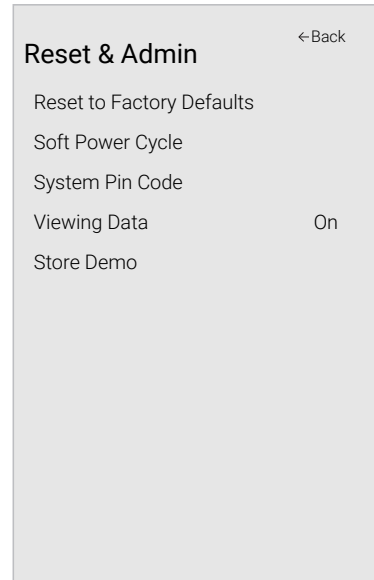 ←Back
Reset & Admin
Reset to Factory Defaults
Soft Power Cycle
System Pin Code
Viewing Data On
Store Demo